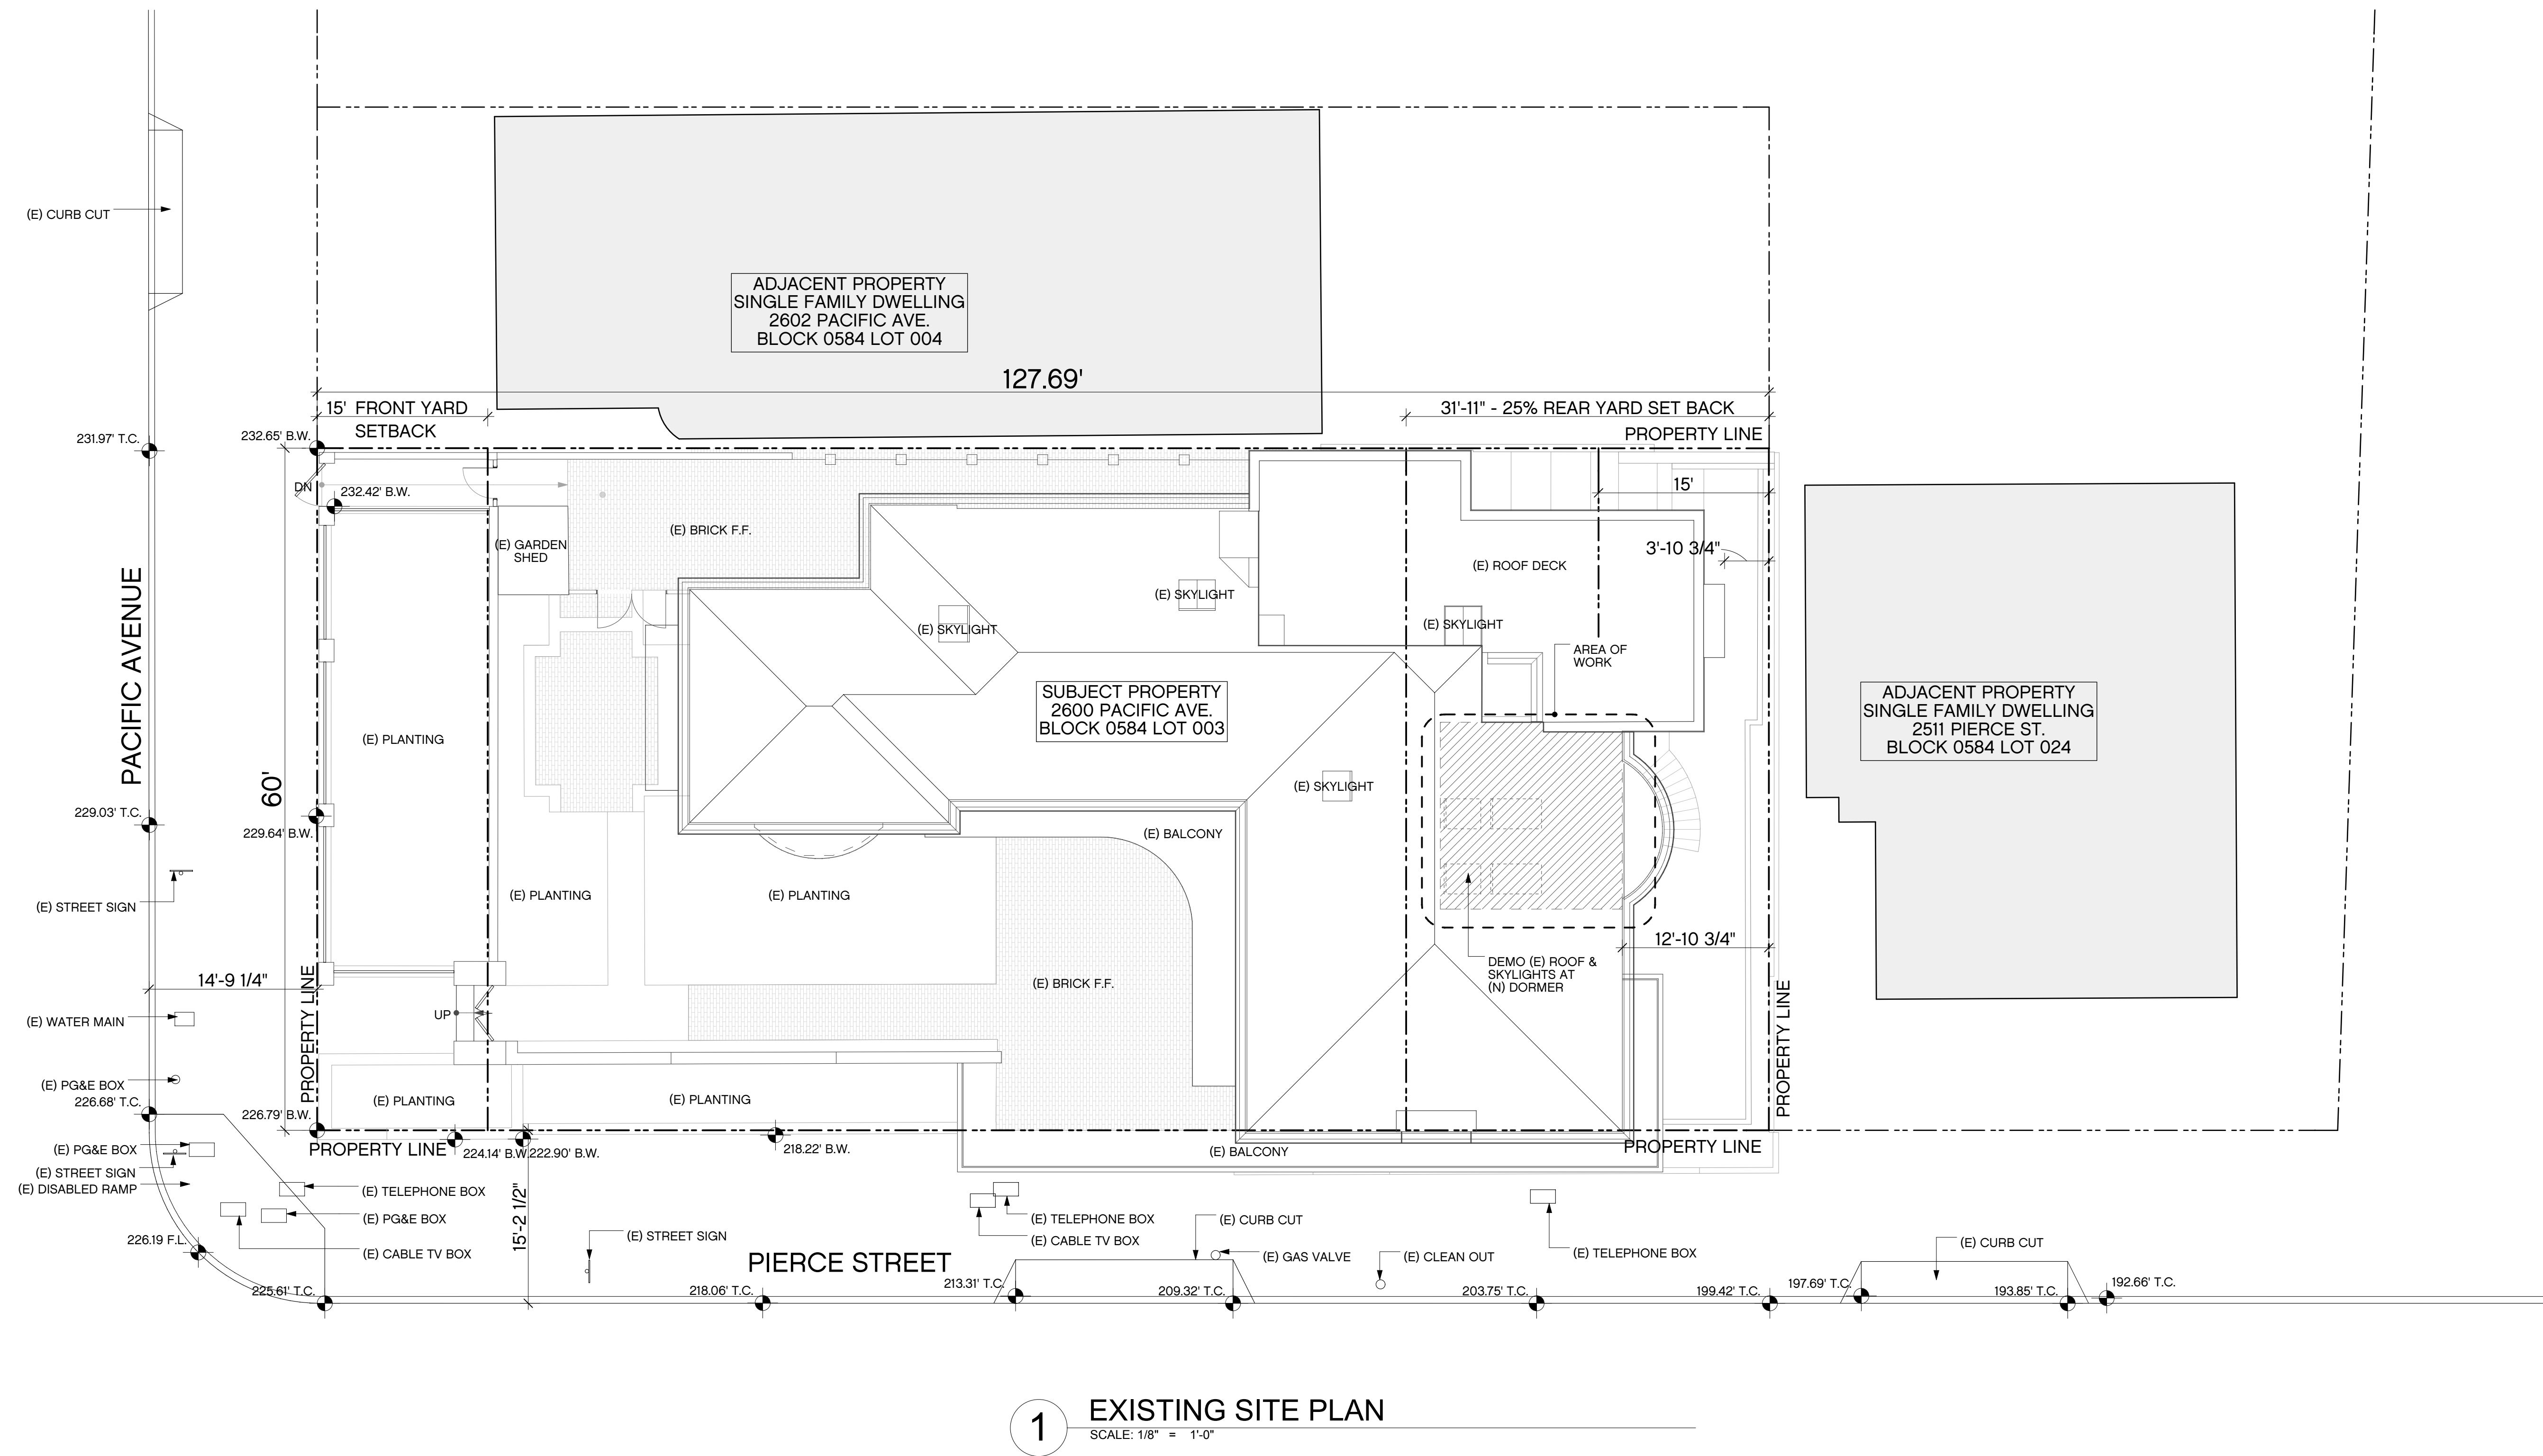 (E) CURB CUT
ADJACENT PROPERTY
SINGLE FAMILY DWELLING
2602 PACIFIC AVE.
BLOCK 0584 LOT 004
127.69'
15' FRONT YARD
SETBACK
31'-11" - 25% REAR YARD SET BACK
PROPERTY LINE
231.97' T.C.
232.65' B.W.
DN
232.42' B.W.
15'
3'-10 3/4"
(E) BRICK F.F.
(E) GARDEN
SHED
(E) ROOF DECK
(E) SKYLIGHT
(E) SKYLIGHT
(E) SKYLIGHT
AREA OF
WORK
PACIFIC AVENUE
SUBJECT PROPERTY
2600 PACIFIC AVE.
BLOCK 0584 LOT 003
ADJACENT PROPERTY
SINGLE FAMILY DWELLING
2511 PIERCE ST.
BLOCK 0584 LOT 024
(E) PLANTING
60'
(E) SKYLIGHT
229.03' T.C.
229.64' B.W.
(E) BALCONY
(E) STREET SIGN
(E) PLANTING
(E) PLANTING
12'-10 3/4"
DEMO (E) ROOF &
SKYLIGHTS AT
(N) DORMER
14'-9 1/4"
(E) BRICK F.F.
PROPERTY LINE
PROPERTY LINE
(E) WATER MAIN
UP
(E) PG&E BOX
226.68' T.C.
226.79' B.W.
(E) PLANTING
(E) PLANTING
PROPERTY LINE
224.14' B.W.
222.90' B.W.
218.22' B.W.
(E) BALCONY
PROPERTY LINE
(E) PG&E BOX
(E) STREET SIGN
(E) DISABLED RAMP
(E) TELEPHONE BOX
(E) PG&E BOX
(E) CABLE TV BOX
15'-2 1/2"
(E) STREET SIGN
PIERCE STREET
(E) TELEPHONE BOX
(E) CABLE TV BOX
(E) CURB CUT
(E) GAS VALVE
(E) CLEAN OUT
(E) TELEPHONE BOX
(E) CURB CUT
226.19 F.L.
225.61' T.C.
218.06' T.C.
213.31' T.C.
209.32' T.C.
203.75' T.C.
199.42' T.C.
197.69' T.C.
193.85' T.C.
192.66' T.C.
1
EXISTING SITE PLAN
SCALE: 1/8" = 1'-0"